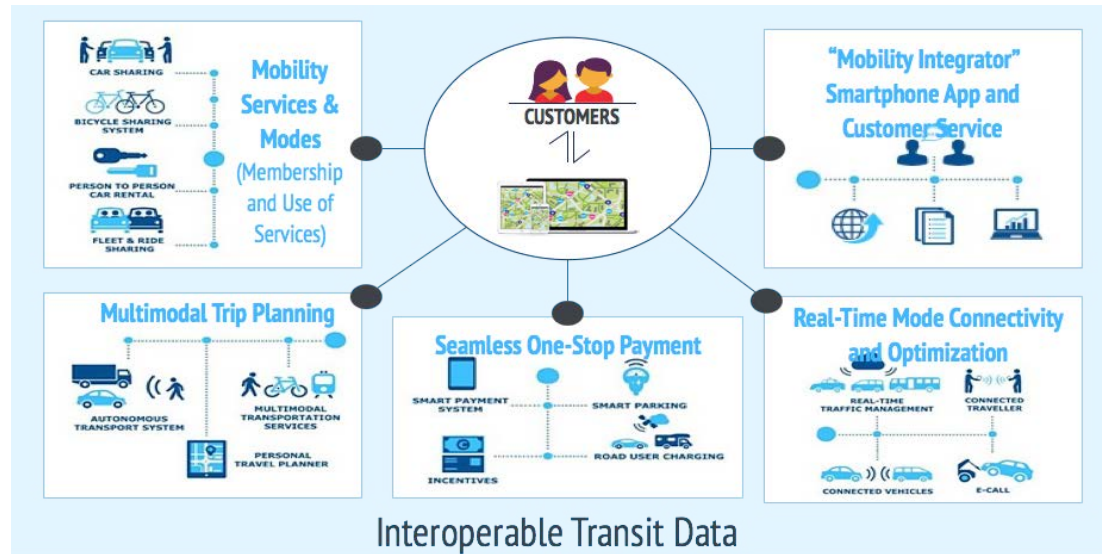 CAR SHARING
BICYCLE SHARING
SYSTEM
PERSON TO PERSON
CAR RENTAL
FLEET & RIDE
SHARING
Mobility
Services &
Modes
(Membership
and Use of
Services)
CUSTOMERS
“Mobility Integrator”
Smartphone App and
Customer Service
Multimodal Trip Planning
AUTONOMOUS
TRANSPORT SYSTEM
MULTIMODAL
TRANSPORTATION
SERVICES
PERSONAL
TRAVEL PLANNER
Seamless One-Stop Payment
SMART PAYMENT
SYSTEM
SMART PARKING
INCENTIVES
ROAD USER CHARGING
Real-Time Mode Connectivity
and Optimization
REAL-TIME
TRAFFIC MANAGEMENT
CONNECTED
TRAVELLER
CONNECTED VEHICLES
E-CALL
Interoperable Transit Data